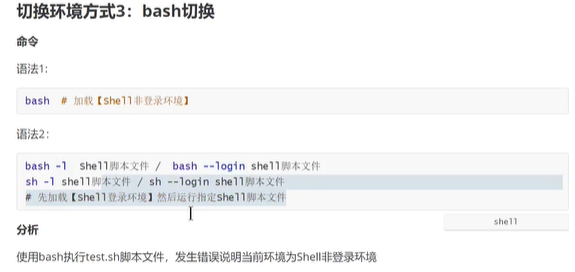 切换环境方式3：bash切换
命令
语法1:
bash  # 加载【Shell非登录环境】
语法2:
bash -l  Shell脚本文件 /  bash --login shell脚本文件
sh -l shell脚本文件 / sh --login shell脚本文件
# 先加载【Shell登录环境】然后运行指定Shell脚本文件
shell
分析
使用bash执行test.sh脚本文件，发生错误说明当前环境为Shell非登录环境